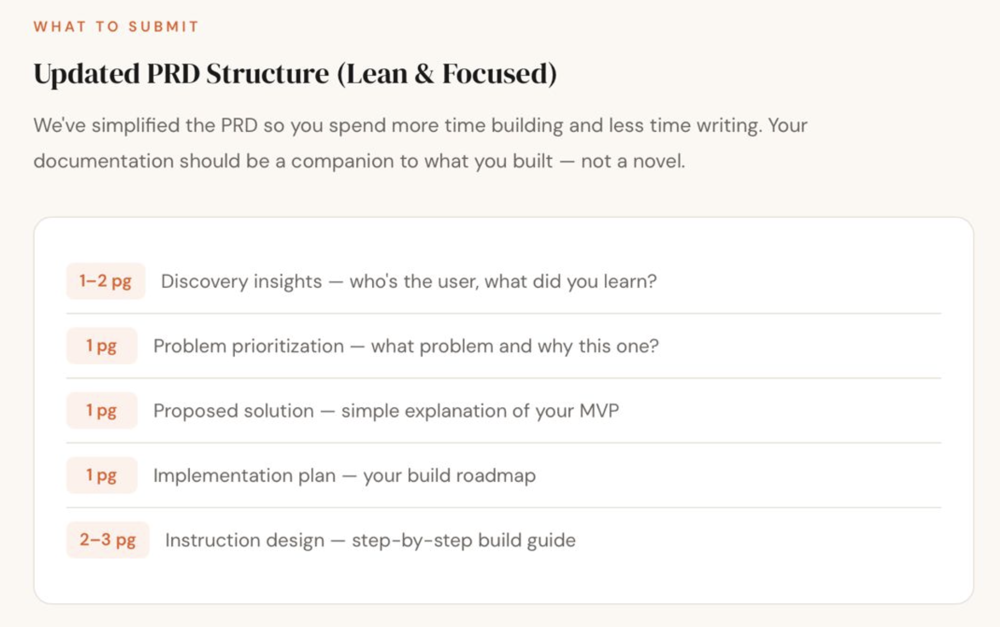 WHAT TO SUBMIT
Updated PRD Structure (Lean & Focused)
We've simplified the PRD so you spend more time building and less time writing. Your
documentation should be a companion to what you built — not a novel.
1–2 pg Discovery insights — who's the user, what did you learn?
1 pg Problem prioritization — what problem and why this one?
1 pg Proposed solution — simple explanation of your MVP
1 pg Implementation plan — your build roadmap
2–3 pg Instruction design — step-by-step build guide